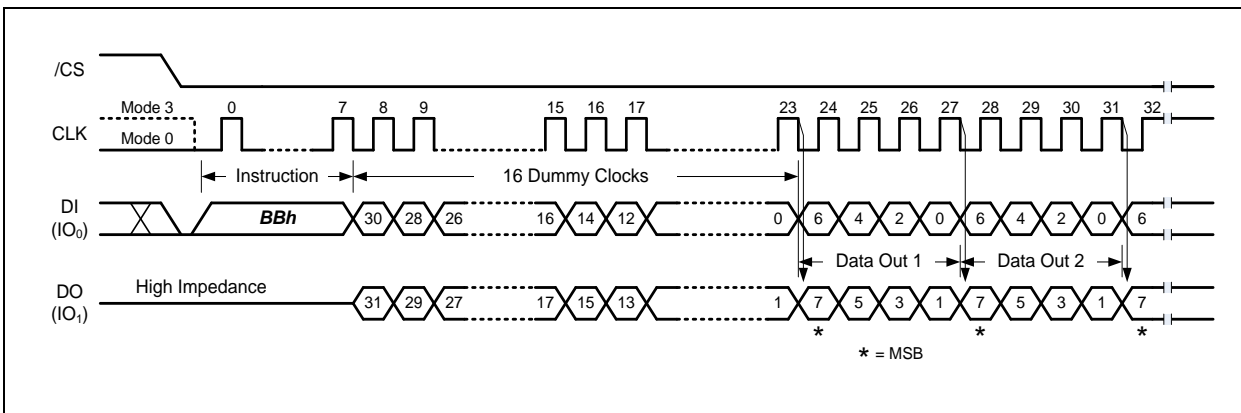 /CS
Mode 3 0 7 8 9 15 16 17 23 24 25 26 27 28 29 30 31 32
CLK
Mode 0
Instruction 16 Dummy Clocks
DI
(IO0)
BBh 30 28 26 16 14 12 0 6 4 2 0 6 4 2 0 6
Data Out 1 Data Out 2
DO
(IO1)
High Impedance
31 29 27 17 15 13 1 7 5 3 1 7 5 3 1 7
* * *
* = MSB